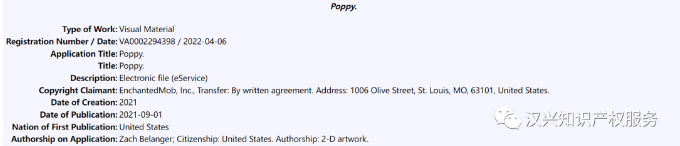 Poppy.
Type of Work: Visual Material
Registration Number / Date: VA0002294398 / 2022-04-06
Application Title: Poppy.
Title: Poppy.
Description: Electronic file (eService)
Copyright Claimant: EnchantedMob, Inc., Transfer: By written agreement. Address: 1006 Olive Street, St. Louis, MO, 63101, United States.
Date of Creation: 2021
Date of Publication: 2021-09-01
Nation of First Publication: United States
Authorship on Application: Zach Belanger; Citizenship: United States. Authorship: 2-D artwork.
汉兴知识产权服务